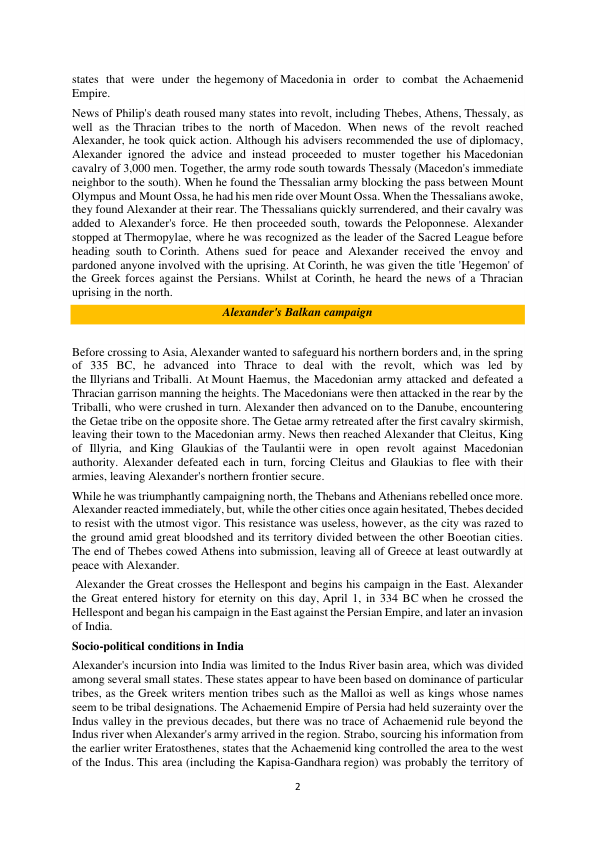 states that were under the hegemony of Macedonia in order to combat the Achaemenid
Empire.
News of Philip's death roused many states into revolt, including Thebes, Athens, Thessaly, as
well as the Thracian tribes to the north of Macedon. When news of the revolt reached
Alexander, he took quick action. Although his advisers recommended the use of diplomacy,
Alexander ignored the advice and instead proceeded to muster together his Macedonian
cavalry of 3,000 men. Together, the army rode south towards Thessaly (Macedon's immediate
neighbor to the south). When he found the Thessalian army blocking the pass between Mount
Olympus and Mount Ossa, he had his men ride over Mount Ossa. When the Thessalians awoke,
they found Alexander at their rear. The Thessalians quickly surrendered, and their cavalry was
added to Alexander's force. He then proceeded south, towards the Peloponnese. Alexander
stopped at Thermopylae, where he was recognized as the leader of the Sacred League before
heading south to Corinth. Athens sued for peace and Alexander received the envoy and
pardoned anyone involved with the uprising. At Corinth, he was given the title 'Hegemon' of
the Greek forces against the Persians. Whilst at Corinth, he heard the news of a Thracian
uprising in the north.
Alexander's Balkan campaign
Before crossing to Asia, Alexander wanted to safeguard his northern borders and, in the spring
of 335 BC, he advanced into Thrace to deal with the revolt, which was led by
the Illyrians and Triballi. At Mount Haemus, the Macedonian army attacked and defeated a
Thracian garrison manning the heights. The Macedonians were then attacked in the rear by the
Triballi, who were crushed in turn. Alexander then advanced on to the Danube, encountering
the Getae tribe on the opposite shore. The Getae army retreated after the first cavalry skirmish,
leaving their town to the Macedonian army. News then reached Alexander that Cleitus, King
of Illyria, and King Glaukias of the Taulantii were in open revolt against Macedonian
authority. Alexander defeated each in turn, forcing Cleitus and Glaukias to flee with their
armies, leaving Alexander's northern frontier secure.
While he was triumphantly campaigning north, the Thebans and Athenians rebelled once more.
Alexander reacted immediately, but, while the other cities once again hesitated, Thebes decided
to resist with the utmost vigor. This resistance was useless, however, as the city was razed to
the ground amid great bloodshed and its territory divided between the other Boeotian cities.
The end of Thebes cowed Athens into submission, leaving all of Greece at least outwardly at
peace with Alexander.
Alexander the Great crosses the Hellespont and begins his campaign in the East. Alexander
the Great entered history for eternity on this day, April 1, in 334 BC when he crossed the
Hellespont and began his campaign in the East against the Persian Empire, and later an invasion
of India.
Socio-political conditions in India
Alexander's incursion into India was limited to the Indus River basin area, which was divided
among several small states. These states appear to have been based on dominance of particular
tribes, as the Greek writers mention tribes such as the Malloi as well as kings whose names
seem to be tribal designations. The Achaemenid Empire of Persia had held suzerainty over the
Indus valley in the previous decades, but there was no trace of Achaemenid rule beyond the
Indus river when Alexander's army arrived in the region. Strabo, sourcing his information from
the earlier writer Eratosthenes, states that the Achaemenid king controlled the area to the west
of the Indus. This area (including the Kapisa-Gandhara region) was probably the territory of
2